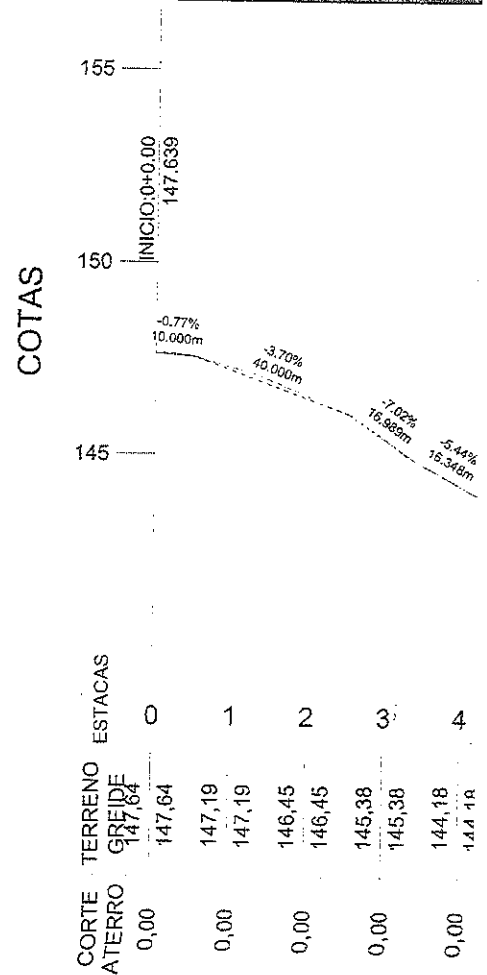 155
INICIO:0+0.00
147.639
150
COTAS
-0.77%
10.000m
-3.70%
40.000m
-7.02%
16.989m
-5.44%
16.348m
145
ESTACAS
0 1 2 3 4
TERRENO
GREIDE
147,64 147,19 146,45 145,38 144,18
147,64 147,19 146,45 145,38 144,18
CORTE
ATERRO
0,00 0,00 0,00 0,00 0,00